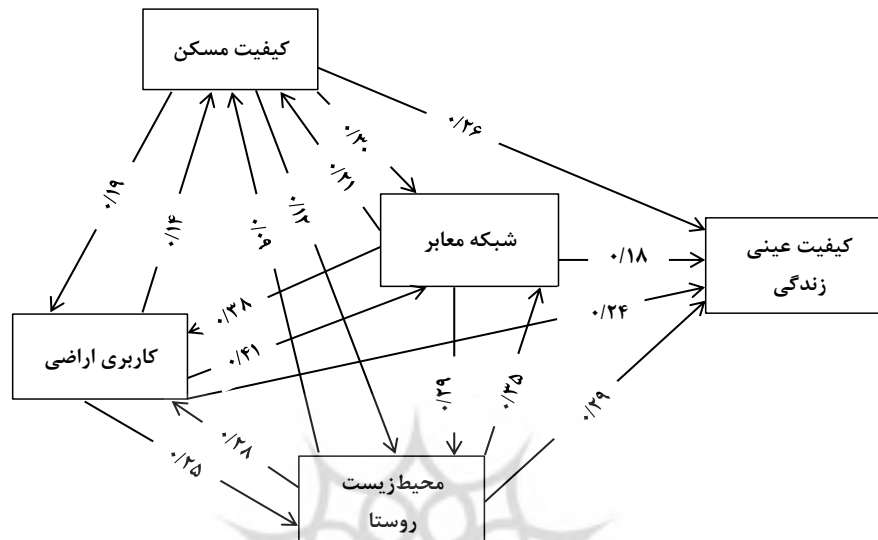 کیفیت مسکن
۰/۲۶
۰/۳۰
۰/۲۱
۰/۱۹
۰/۱۴
۰/۰۹
۰/۱۲
شبکه معابر
کیفیت عینی
زندگی
۰/۱۸
۰/۳۸
۰/۲۴
کاربری اراضی
۰/۴۱
۰/۲۹
۰/۳۵
۰/۲۹
۰/۲۸
۰/۲۵
محیط‌زیست
روستا